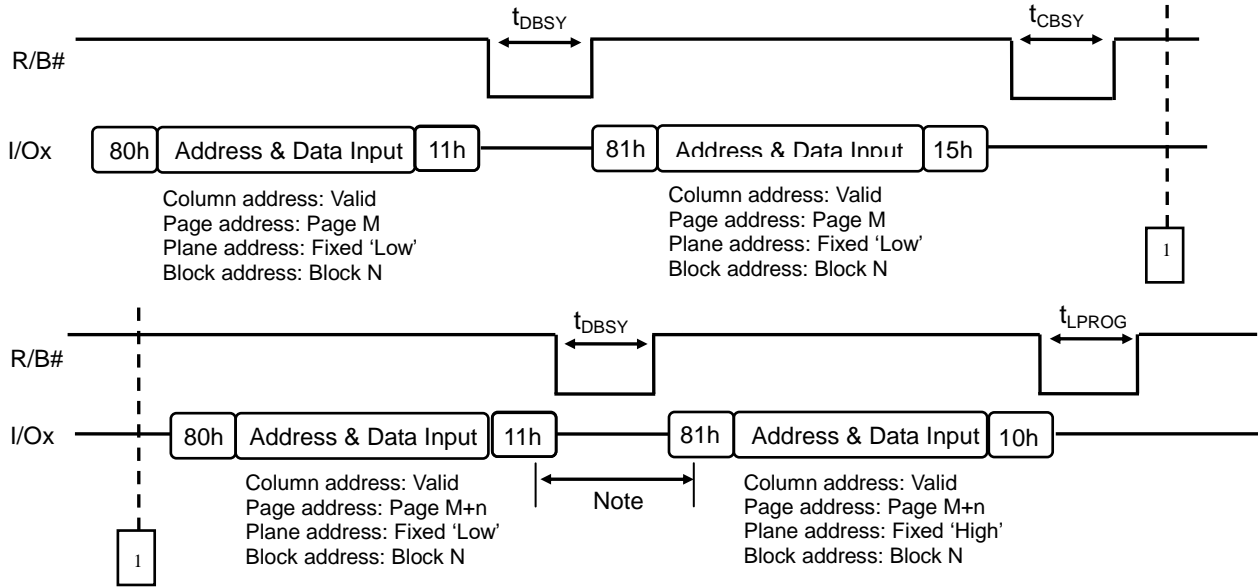 tDBSY tCBSY
R/B#
I/Ox 80h Address & Data Input 11h 81h Address & Data Input 15h
Column address: Valid
Page address: Page M
Plane address: Fixed ‘Low’
Block address: Block N
Column address: Valid
Page address: Page M
Plane address: Fixed ‘Low’
Block address: Block N
1
tDBSY tLPROG
R/B#
I/Ox 80h Address & Data Input 11h 81h Address & Data Input 10h
Column address: Valid
Page address: Page M+n
Plane address: Fixed ‘Low’
Block address: Block N
Note
Column address: Valid
Page address: Page M+n
Plane address: Fixed ‘High’
Block address: Block N
1